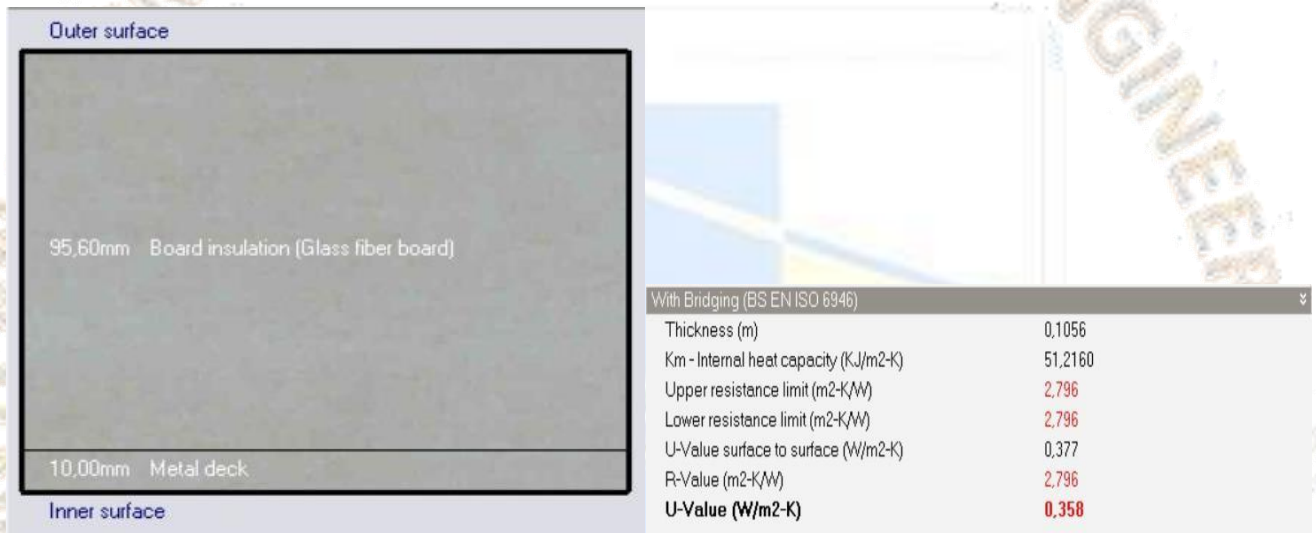 Outer surface
95,60mm Board insulation (Glass fiber board)
10,00mm Metal deck
Inner surface
With Bridging (BS EN ISO 6946)
Thickness (m) 0,1056
Km - Internal heat capacity (KJ/m2-K) 51,2160
Upper resistance limit (m2-K/W) 2,796
Lower resistance limit (m2-K/W) 2,796
U-Value surface to surface (W/m2-K) 0,377
R-Value (m2-K/W) 2,796
U-Value (W/m2-K) 0,358